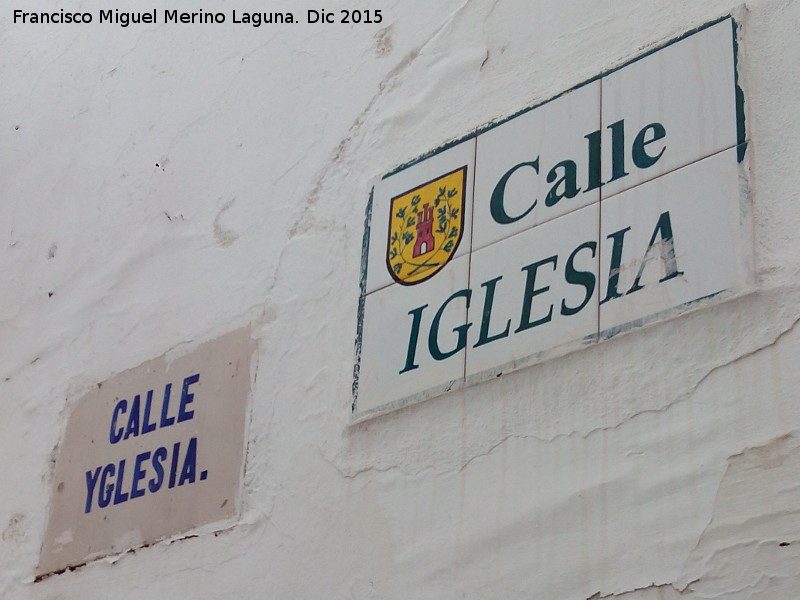 Francisco Miguel Merino Laguna. Dic 2015
Calle
IGLESIA
CALLE
YGLESIA.